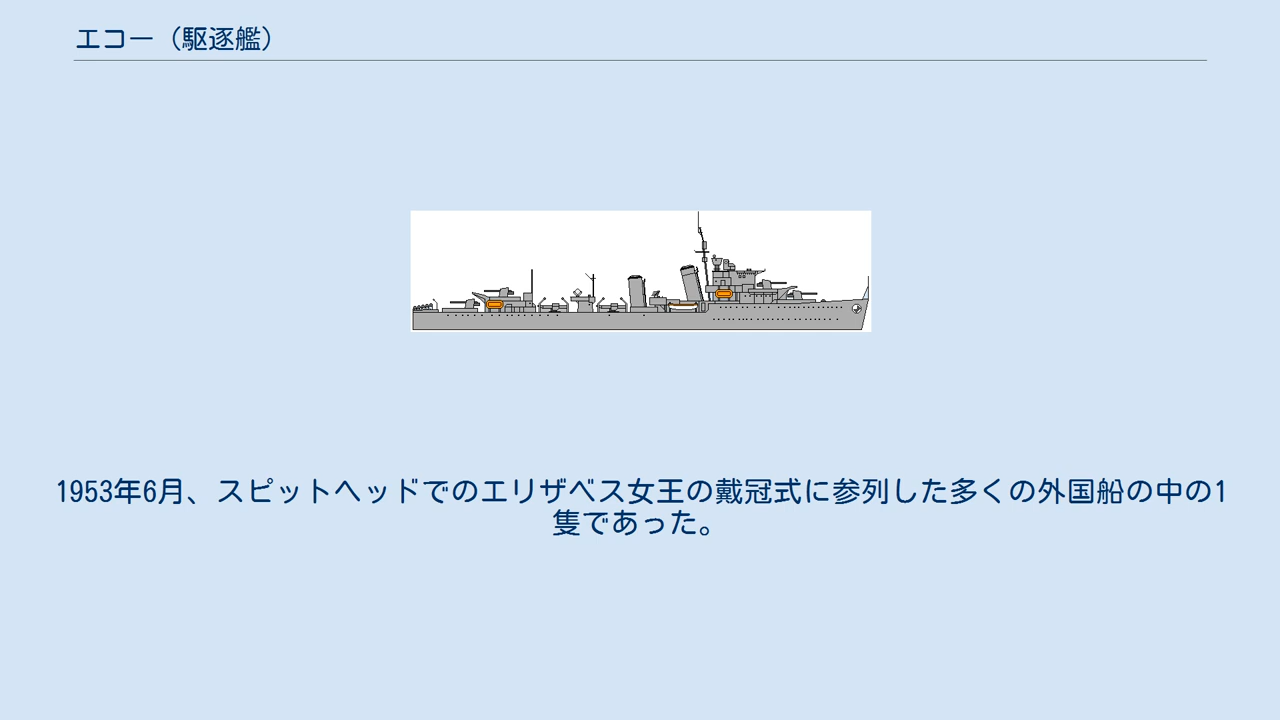 エコー（駆逐艦）
1953年6月、スピットヘッドでのエリザベス女王の戴冠式に参列した多くの外国船の中の1
隻であった。